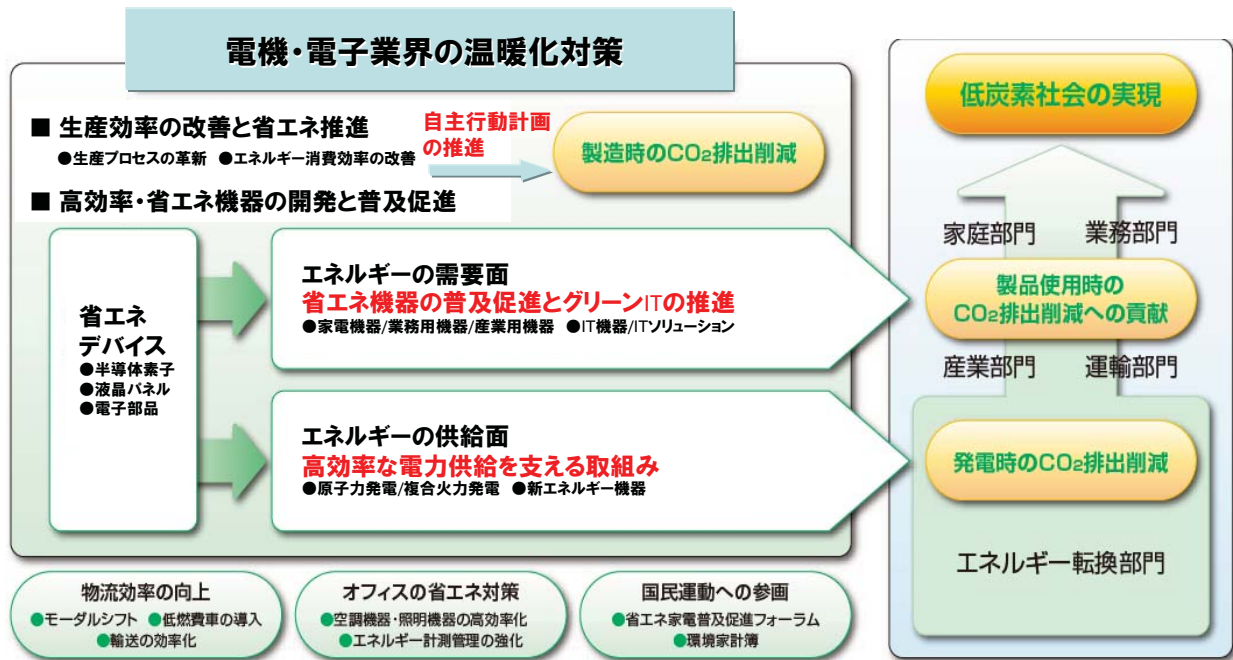 電機・電子業界の温暖化対策
■ 生産効率の改善と省エネ推進
●生産プロセスの革新 ●エネルギー消費効率の改善
自主行動計画
の推進
製造時のCO₂排出削減
■ 高効率・省エネ機器の開発と普及促進
省エネ
デバイス
●半導体素子
●液晶パネル
●電子部品
エネルギーの需要面
省エネ機器の普及促進とグリーンITの推進
●家電機器/業務用機器/産業用機器 ●IT機器/ITソリューション
エネルギーの供給面
高効率な電力供給を支える取組み
●原子力発電/複合火力発電 ●新エネルギー機器
低炭素社会の実現
家庭部門 業務部門
製品使用時の
CO₂排出削減への貢献
産業部門 運輸部門
発電時のCO₂排出削減
エネルギー転換部門
物流効率の向上
●モーダルシフト ●低燃費車の導入
●輸送の効率化
オフィスの省エネ対策
●空調機器・照明機器の高効率化
●エネルギー計測管理の強化
国民運動への参画
●省エネ家電普及促進フォーラム
●環境家計簿